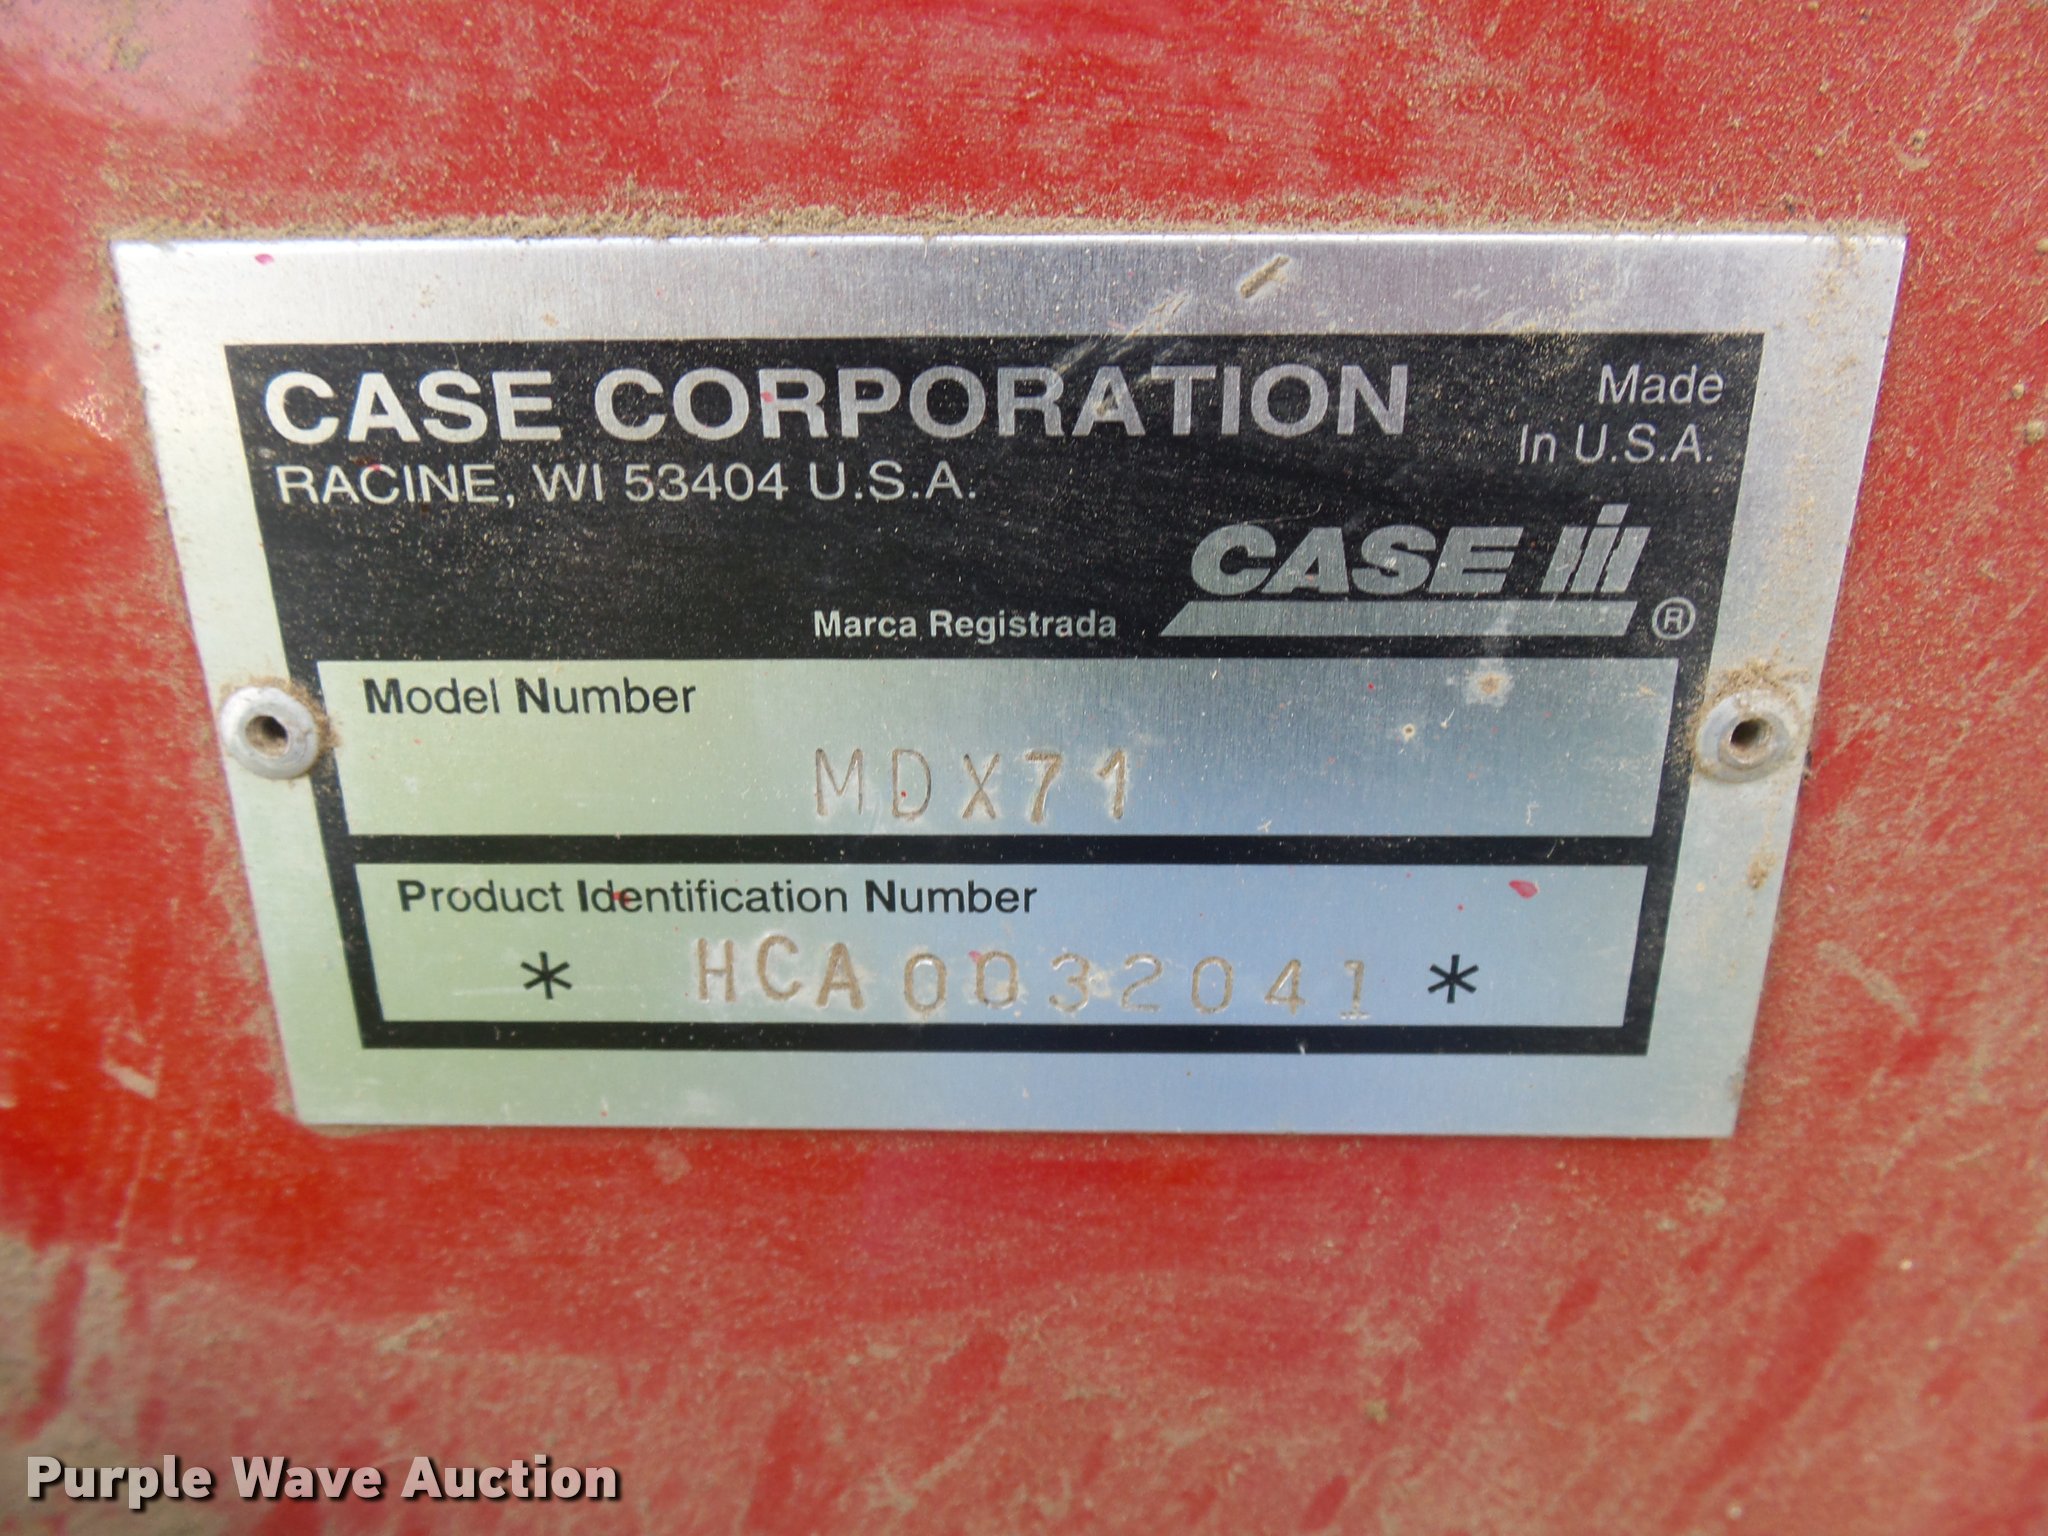 CASE CORPORATION
RACINE, WI 53404 U.S.A.
Made
In U.S.A.
CASE IH
Marca Registrada ®
Model Number
MDX71
Product Identification Number
* HCA0032041 *
Purple Wave Auction